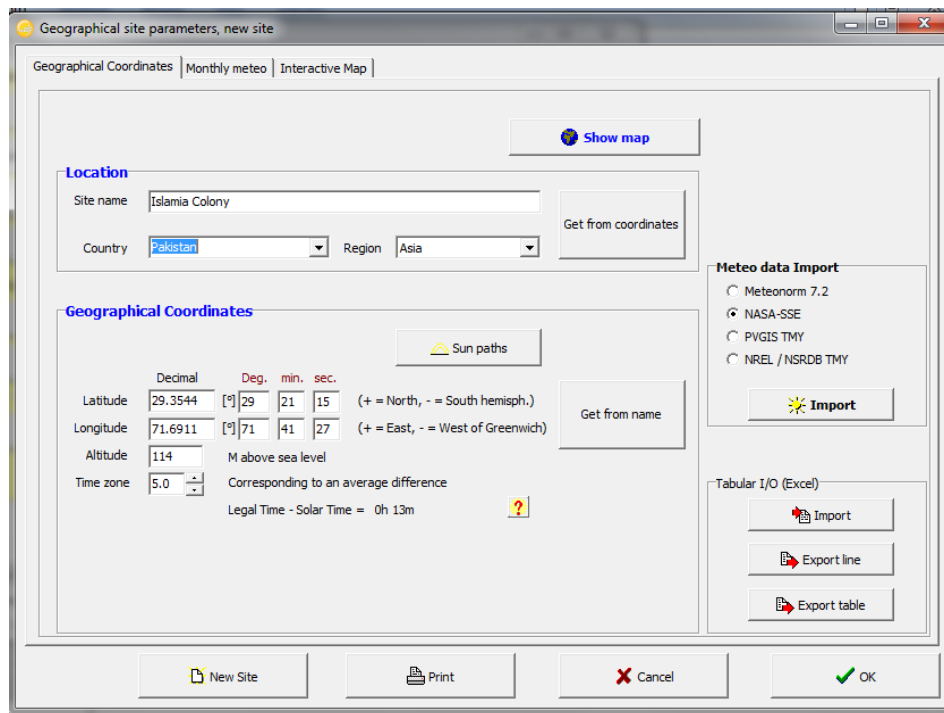 Geographical site parameters, new site
Geographical Coordinates Monthly meteo Interactive Map
Show map
Location
Site name Islamia Colony
Get from coordinates
Country Pakistan Region Asia
Meteo data Import
Meteonorm 7.2
NASA-SSE
PVGIS TMY
NREL / NSRDB TMY
Import
Geographical Coordinates
Sun paths
Decimal Deg. min. sec.
Latitude 29.3544 [°] 29 21 15 (+ = North, - = South hemisph.)
Longitude 71.6911 [°] 71 41 27 (+ = East, - = West of Greenwich)
Get from name
Altitude 114 M above sea level
Time zone 5.0 Corresponding to an average difference
Legal Time - Solar Time = 0h 13m ?
Tabular I/O (Excel)
Import
Export line
Export table
New Site Print Cancel OK